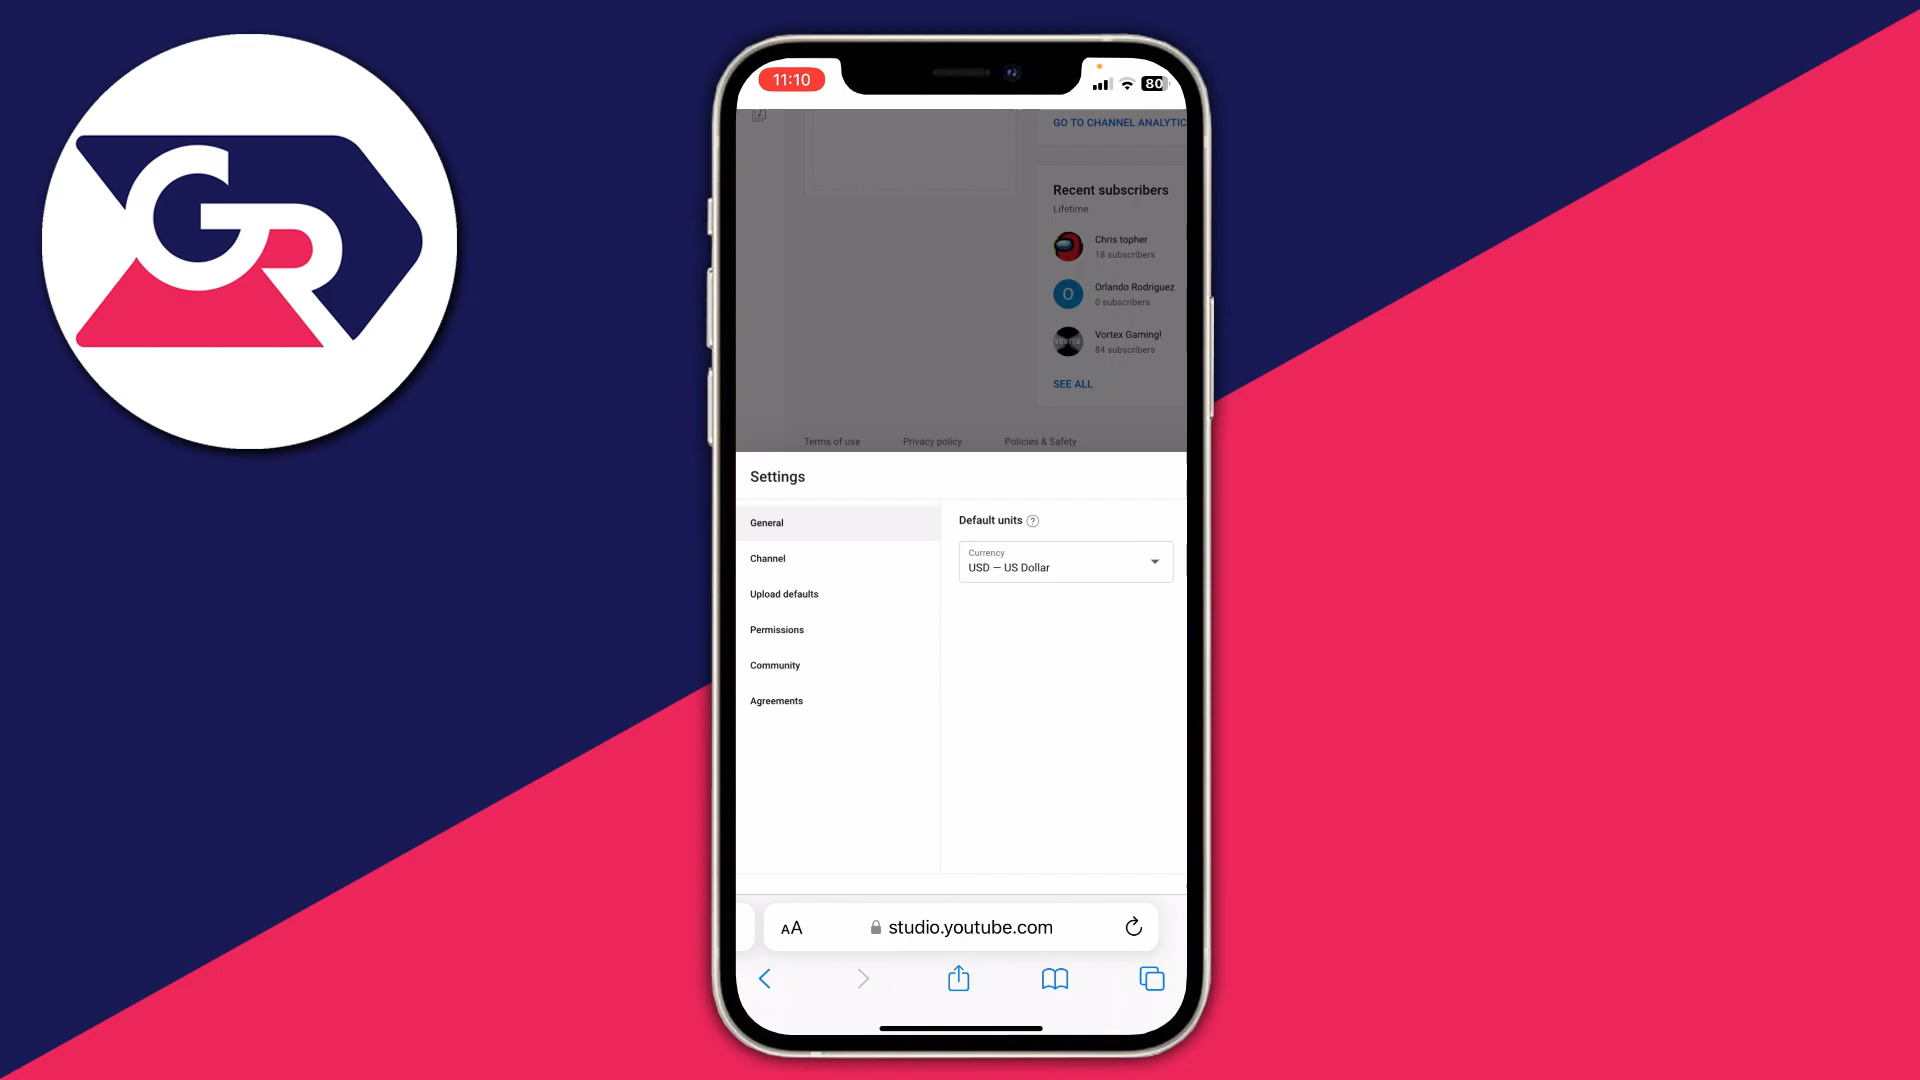 GR
11:10
80
GO TO CHANNEL ANALYTIC
Recent subscribers
Lifetime
Chris topher
18 subscribers
O
Orlando Rodriguez
0 subscribers
VORTEX
Vortex Gaming!
84 subscribers
SEE ALL
Terms of use Privacy policy Policies & Safety
Settings
General
Channel
Upload defaults
Permissions
Community
Agreements
Default units ?
Currency
USD — US Dollar
AA studio.youtube.com